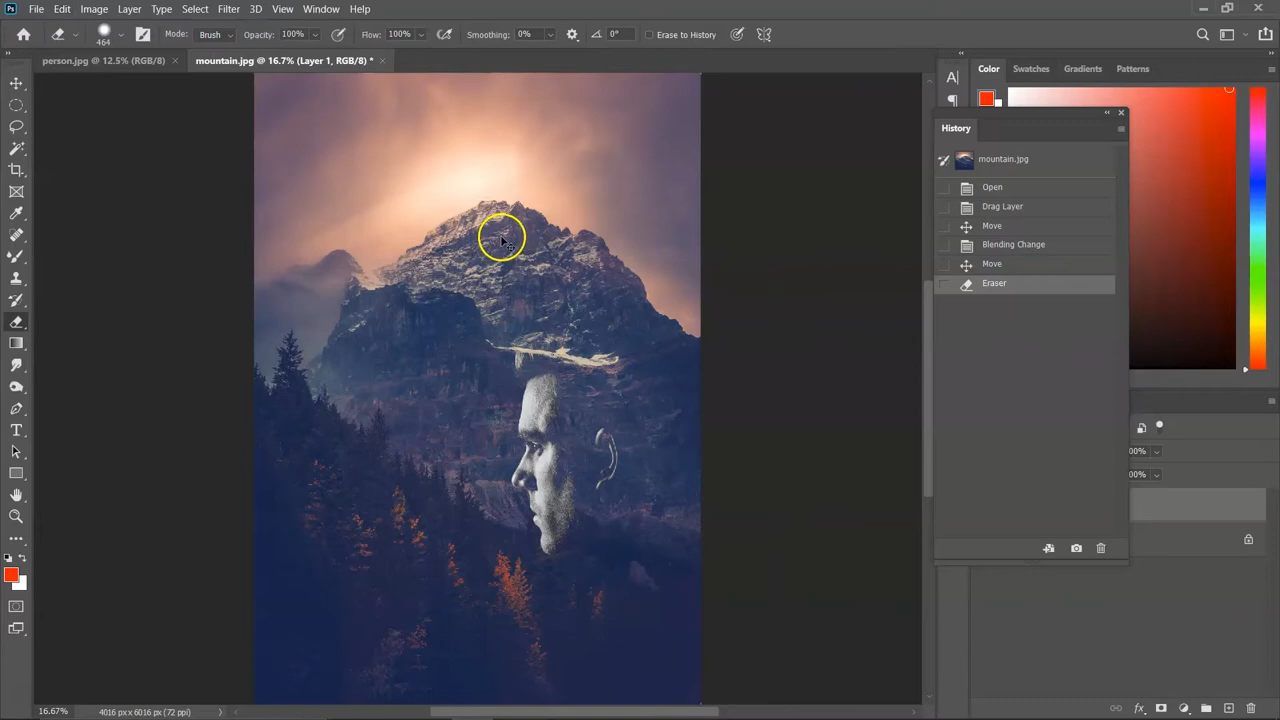 Ps File Edit Image Layer Type Select Filter 3D View Window Help
464 Mode: Brush Opacity: 100% Flow: 100% Smoothing: 0% 0° Erase to History
person.jpg @ 12.5% (RGB/8) mountain.jpg @ 16.7% (Layer 1, RGB/8) *
Color Swatches Gradients Patterns
History
mountain.jpg
Open
Drag Layer
Move
Blending Change
Move
Eraser
00%
00%
16.67% 4016 px x 6016 px (72 ppi)